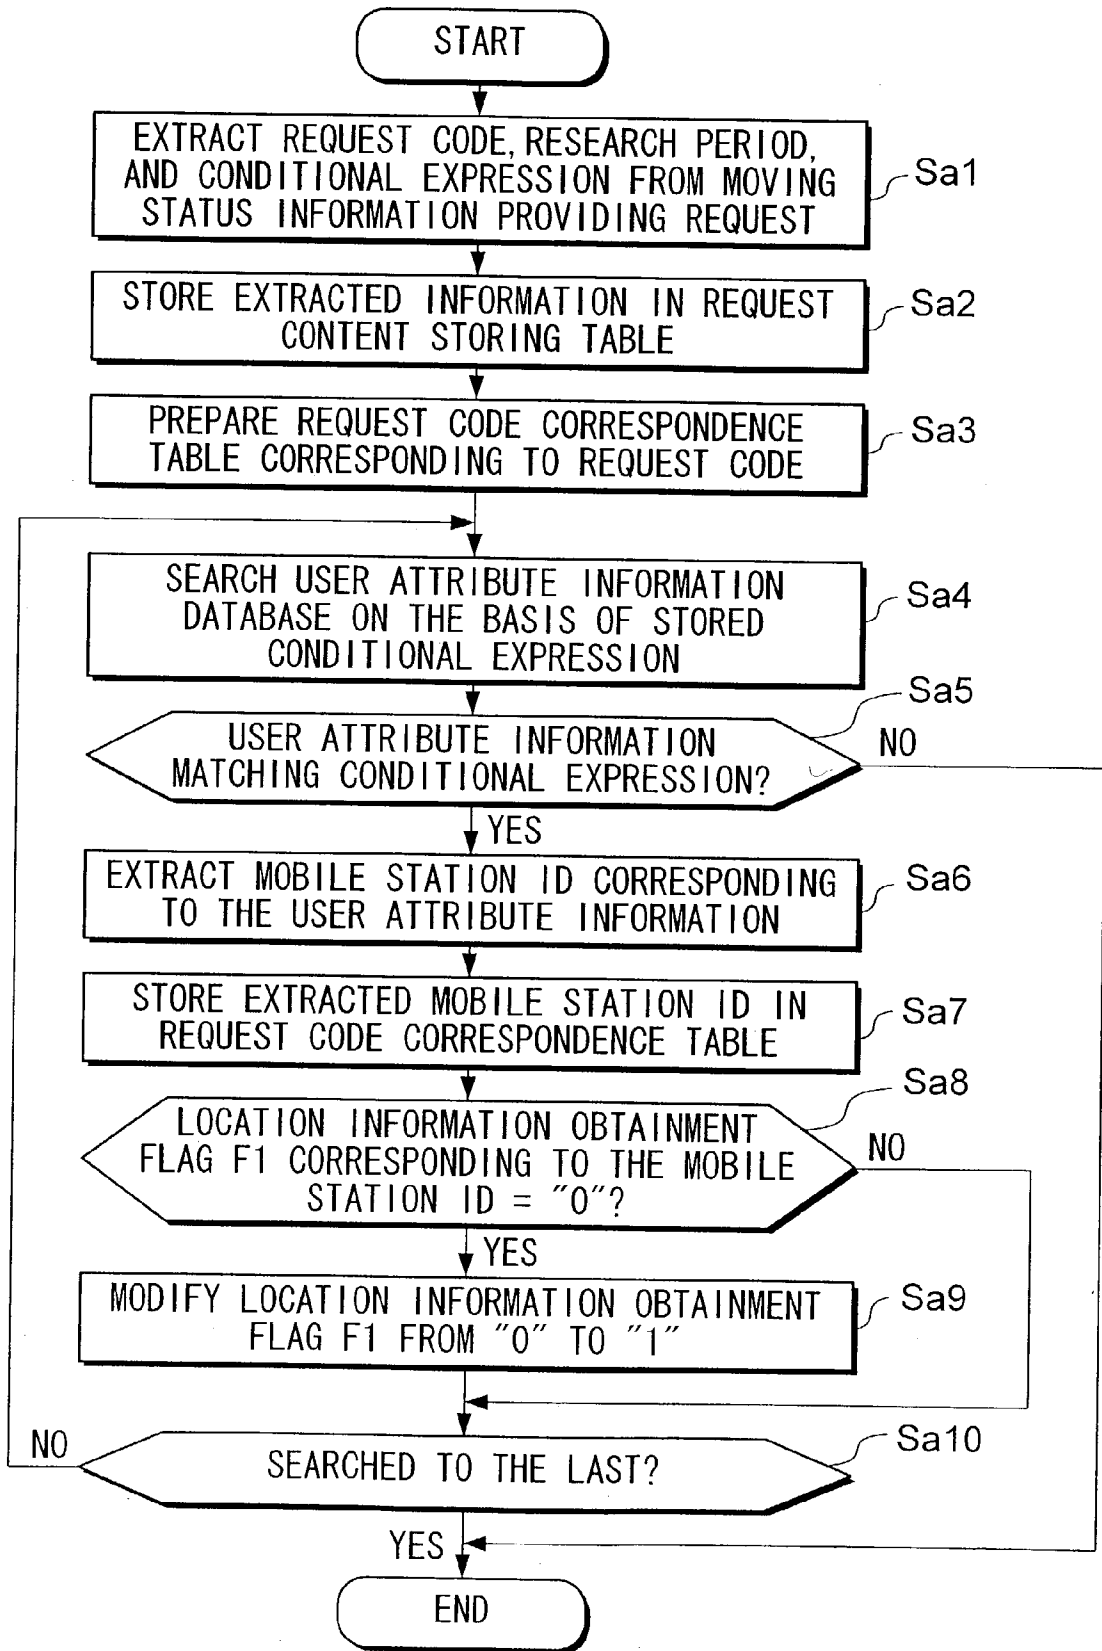 START
EXTRACT REQUEST CODE, RESEARCH PERIOD,
AND CONDITIONAL EXPRESSION FROM MOVING
STATUS INFORMATION PROVIDING REQUEST
Sa1
STORE EXTRACTED INFORMATION IN REQUEST
CONTENT STORING TABLE
Sa2
PREPARE REQUEST CODE CORRESPONDENCE
TABLE CORRESPONDING TO REQUEST CODE
Sa3
SEARCH USER ATTRIBUTE INFORMATION
DATABASE ON THE BASIS OF STORED
CONDITIONAL EXPRESSION
Sa4
Sa5
USER ATTRIBUTE INFORMATION
MATCHING CONDITIONAL EXPRESSION?
NO
YES
EXTRACT MOBILE STATION ID CORRESPONDING
TO THE USER ATTRIBUTE INFORMATION
Sa6
STORE EXTRACTED MOBILE STATION ID IN
REQUEST CODE CORRESPONDENCE TABLE
Sa7
Sa8
LOCATION INFORMATION OBTAINMENT
FLAG F1 CORRESPONDING TO THE MOBILE
STATION ID = "0"?
NO
YES
MODIFY LOCATION INFORMATION OBTAINMENT
FLAG F1 FROM "0" TO "1"
Sa9
Sa10
NO
SEARCHED TO THE LAST?
YES
END